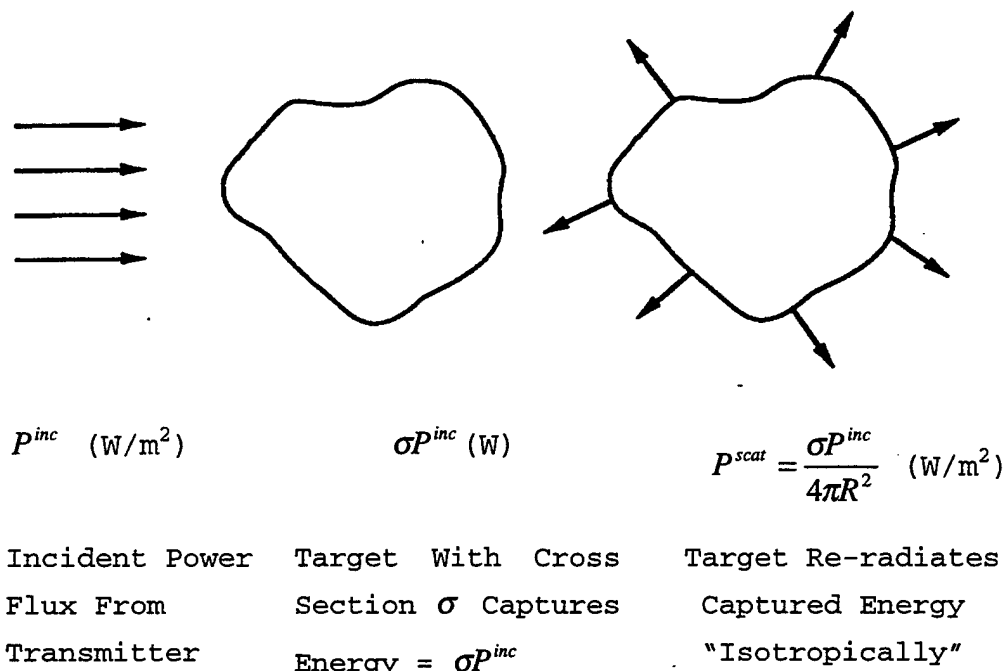 P^{inc} (W/m²)
σP^{inc} (W)
P^{scat} = \frac{σP^{inc}}{4πR²} (W/m²)
Incident Power
Flux From
Transmitter
Target With Cross
Section σ Captures
Energy = σP^{inc}
Target Re-radiates
Captured Energy
"Isotropically"